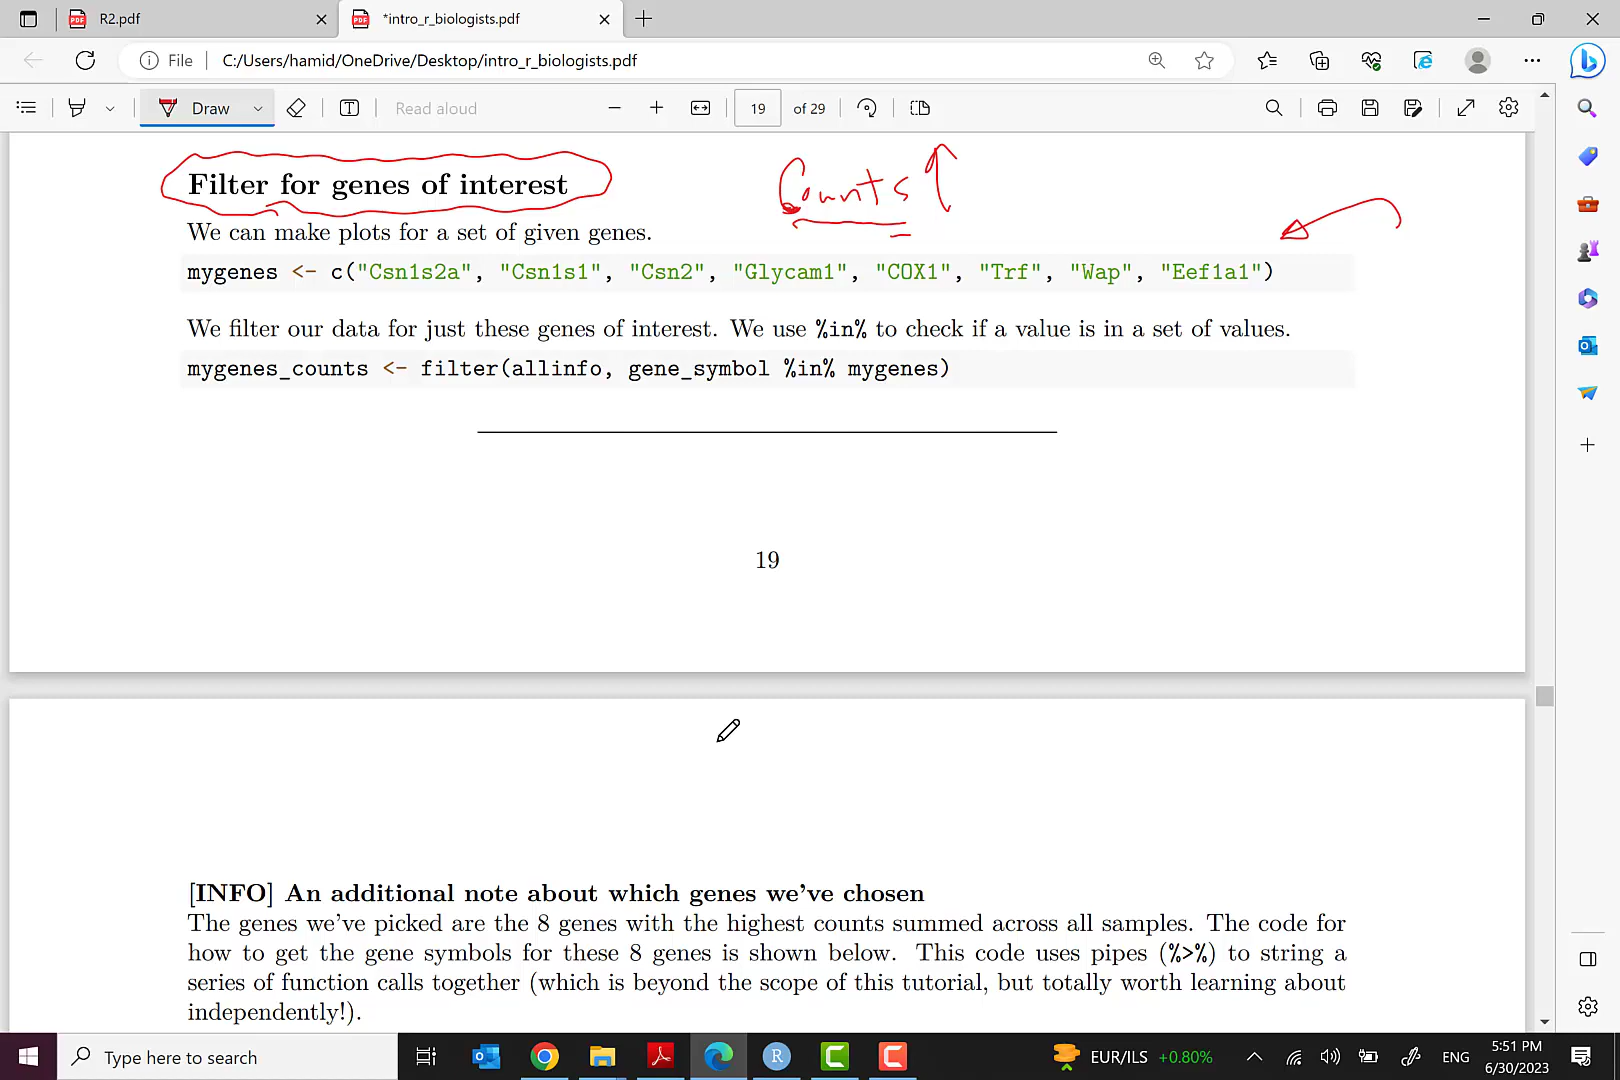 R2.pdf
*intro_r_biologists.pdf
File
C:/Users/hamid/OneDrive/Desktop/intro_r_biologists.pdf
Draw
Read aloud
19
of 29
Filter for genes of interest
Counts
We can make plots for a set of given genes.
mygenes <- c("Csn1s2a", "Csn1s1", "Csn2", "Glycam1", "COX1", "Trf", "Wap", "Eef1a1")
We filter our data for just these genes of interest. We use %in% to check if a value is in a set of values.
mygenes_counts <- filter(allinfo, gene_symbol %in% mygenes)
19
[INFO] An additional note about which genes we've chosen
The genes we've picked are the 8 genes with the highest counts summed across all samples. The code for
how to get the gene symbols for these 8 genes is shown below. This code uses pipes (%>%) to string a
series of function calls together (which is beyond the scope of this tutorial, but totally worth learning about
independently!).
Type here to search
EUR/ILS +0.80%
ENG
5:51 PM
6/30/2023